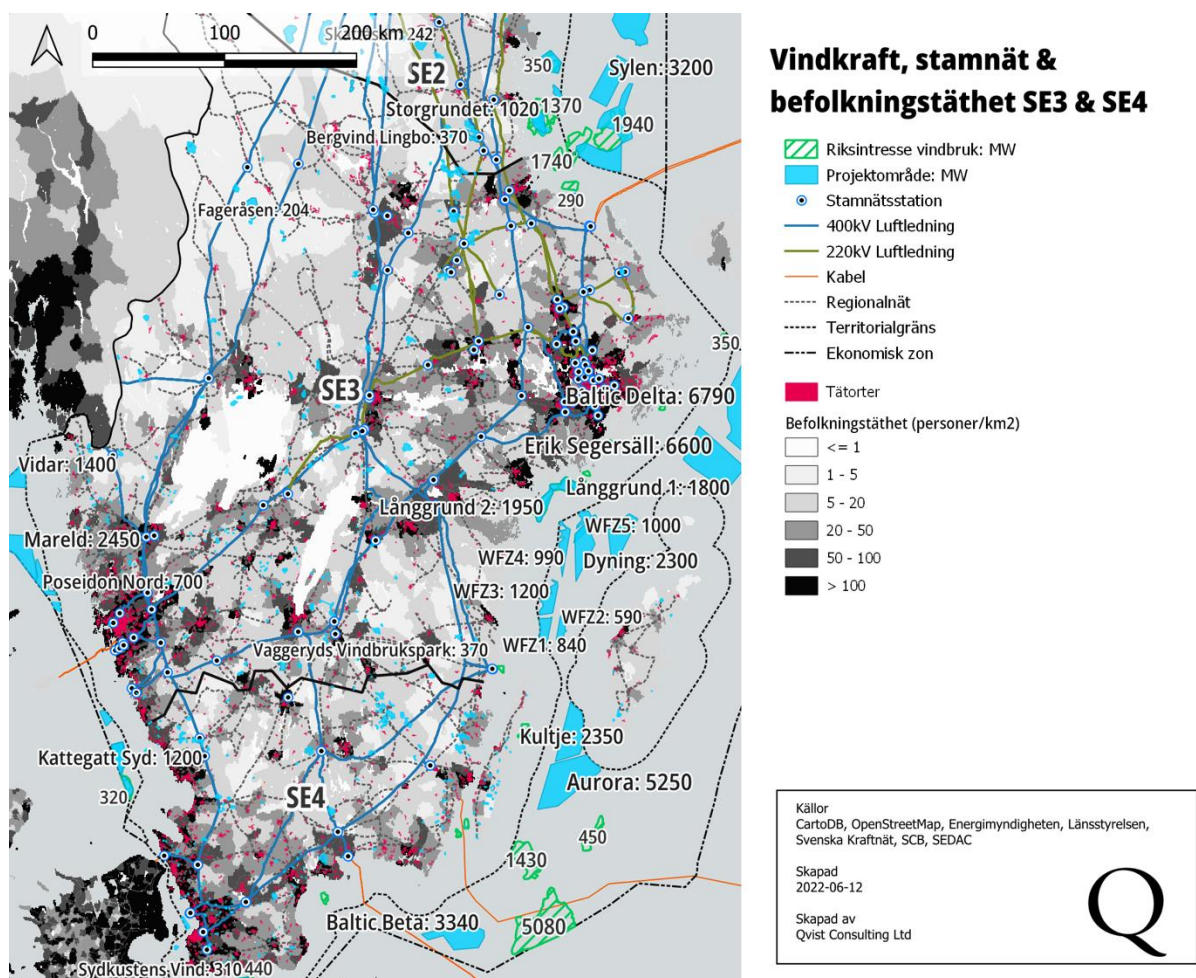 0 100 200 km
242
SE2
350
Sylen: 3200
Storgrundet: 1020
1370
Bergvind Lingbo: 370
1940
1740
Fageråsen: 204
290
350
SE3
Baltic Delta: 6790
Erik Segersäll: 6600
Vidar: 1400
Långgrund 1: 1800
Långgrund 2: 1950
WFZ5: 1000
Mareld: 2450
WFZ4: 990
Dyning: 2300
Poseidon Nord: 700
WFZ3: 1200
WFZ2: 590
Vaggeryds Vindbrukspark: 370
WFZ1: 840
Kultje: 2350
Kattegatt Syd: 1200
Aurora: 5250
320
SE4
450
1430
Baltic Beta: 3340
5080
Sydkustens Vind: 310
440
Vindkraft, stamnät &
befolkningstäthet SE3 & SE4
Riksintresse vindbruk: MW
Projektområde: MW
Stamnätsstation
400kV Luftledning
220kV Luftledning
Kabel
Regionalnät
Territorialgräns
Ekonomisk zon
Tätorter
Befolkningstäthet (personer/km2)
<= 1
1 - 5
5 - 20
20 - 50
50 - 100
> 100
Källor
CartoDB, OpenStreetMap, Energimyndigheten, Länsstyrelsen,
Svenska Kraftnät, SCB, SEDAC
Skapad
2022-06-12
Skapad av
Qvist Consulting Ltd
Q